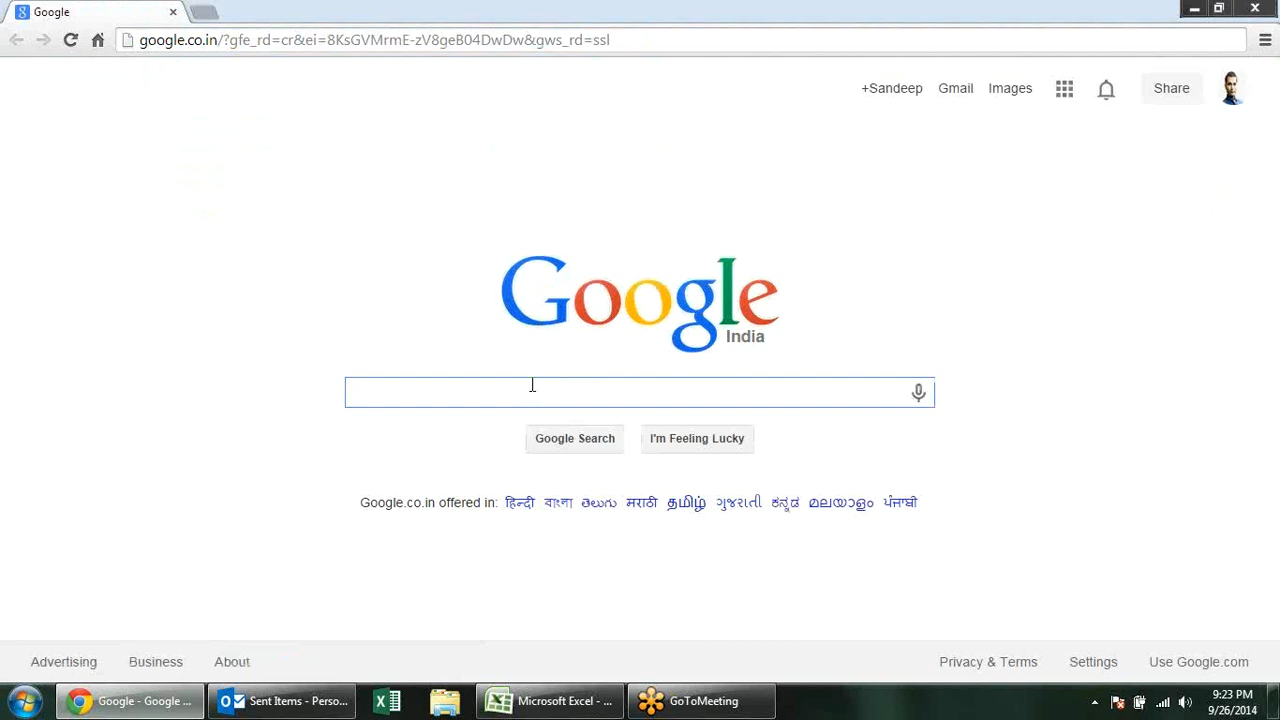 Google
google.co.in/?gfe_rd=cr&ei=8KsGVMrmE-zV8geB04DwDw&gws_rd=ssl
+Sandeep Gmail Images Share
Google
India
Google Search I'm Feeling Lucky
Google.co.in offered in: हिन्दी বাংলা తెలుగు मराठी தமிழ் ગુજરાતી ಕನ್ನಡ മലയാളം ਪੰਜਾਬੀ
Advertising Business About Privacy & Terms Settings Use Google.com
Google - Google ... Sent Items - Perso... Microsoft Excel - ... GoToMeeting 9:23 PM
9/26/2014